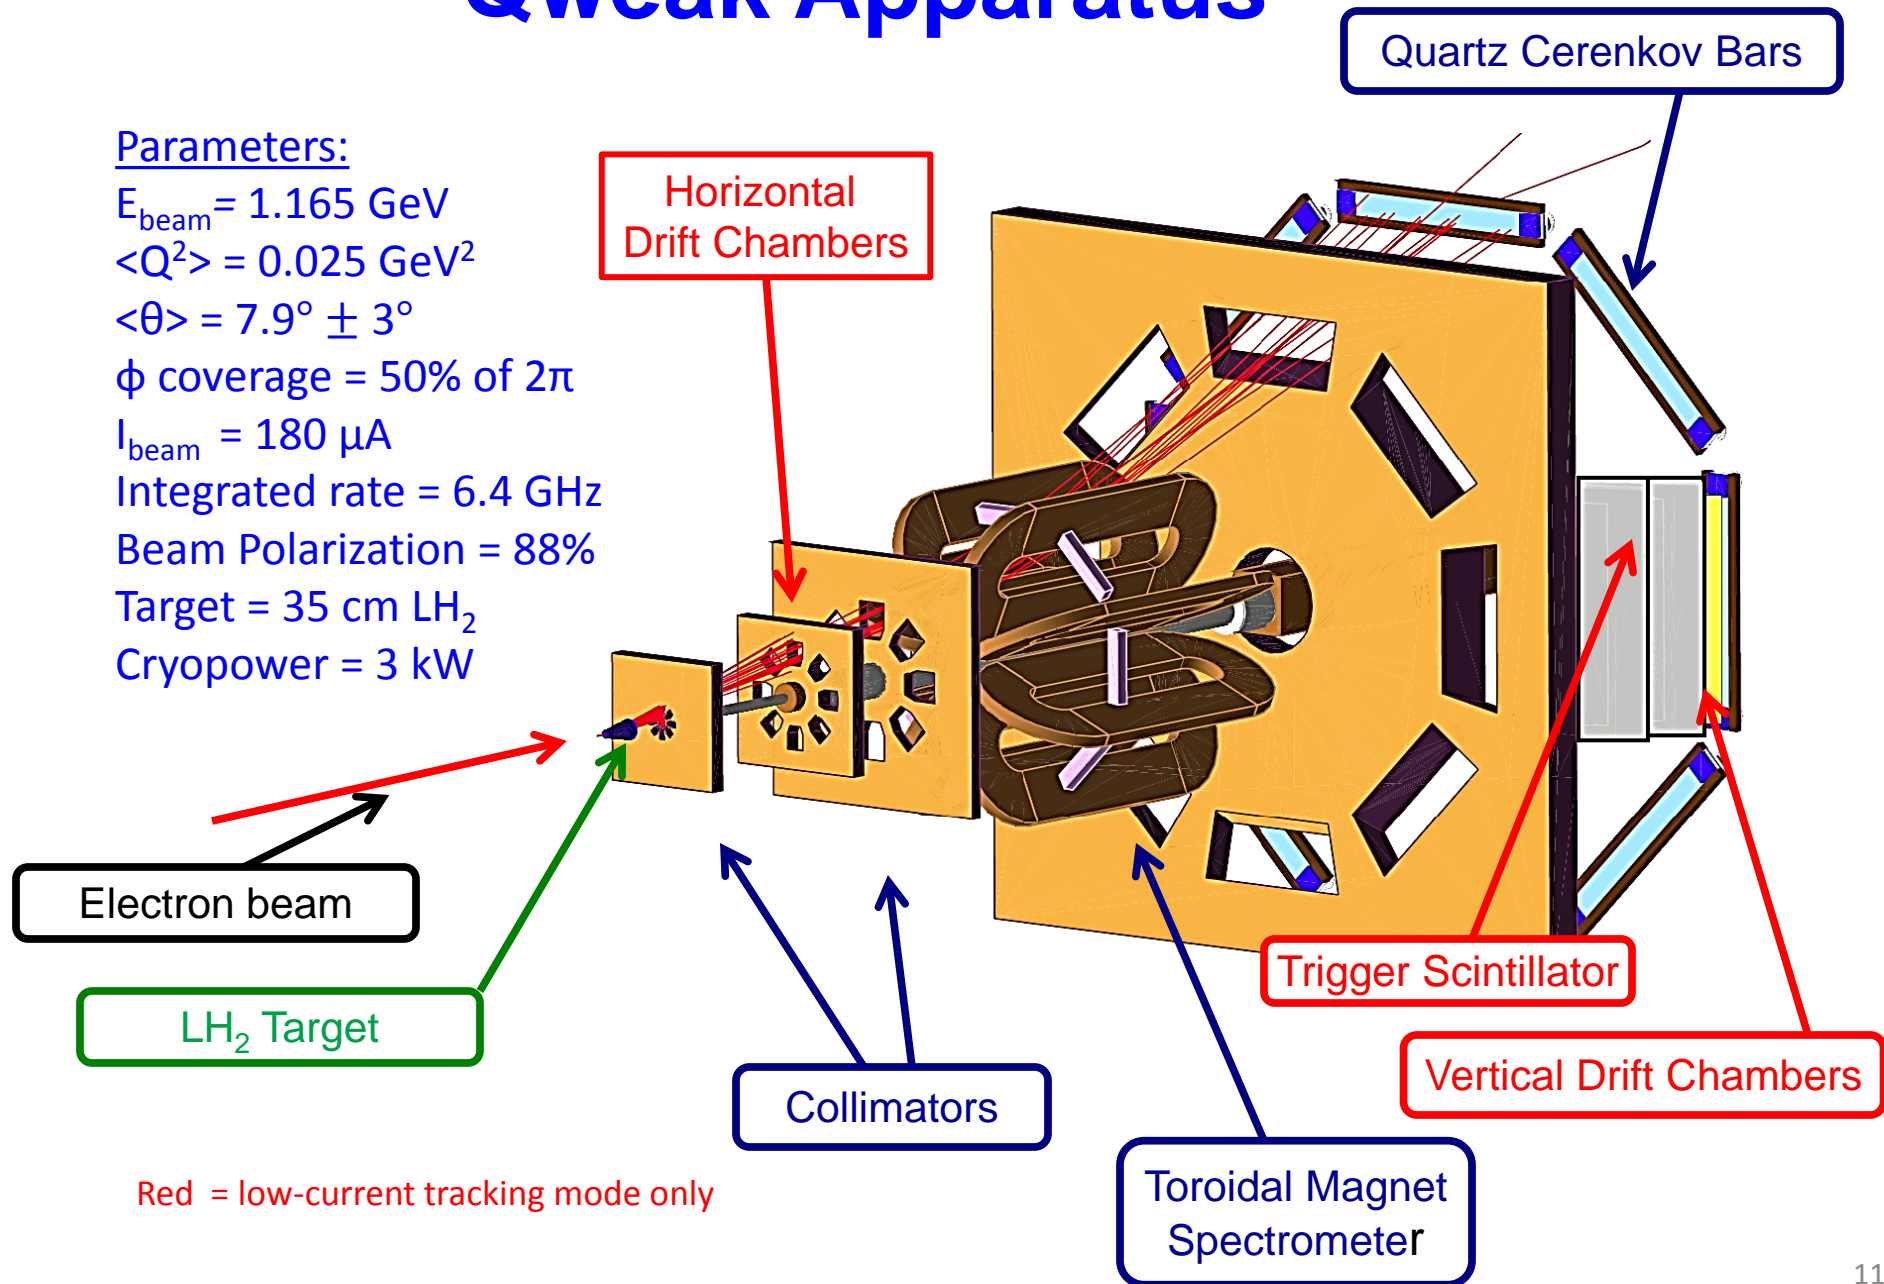 Qweak Apparatus
Quartz Cerenkov Bars
Parameters:
E_beam = 1.165 GeV
<Q²> = 0.025 GeV²
<θ> = 7.9° ± 3°
ϕ coverage = 50% of 2π
I_beam = 180 μA
Integrated rate = 6.4 GHz
Beam Polarization = 88%
Target = 35 cm LH₂
Cryopower = 3 kW
Horizontal
Drift Chambers
Electron beam
LH₂ Target
Collimators
Toroidal Magnet
Spectrometer
Trigger Scintillator
Vertical Drift Chambers
Red = low-current tracking mode only
11